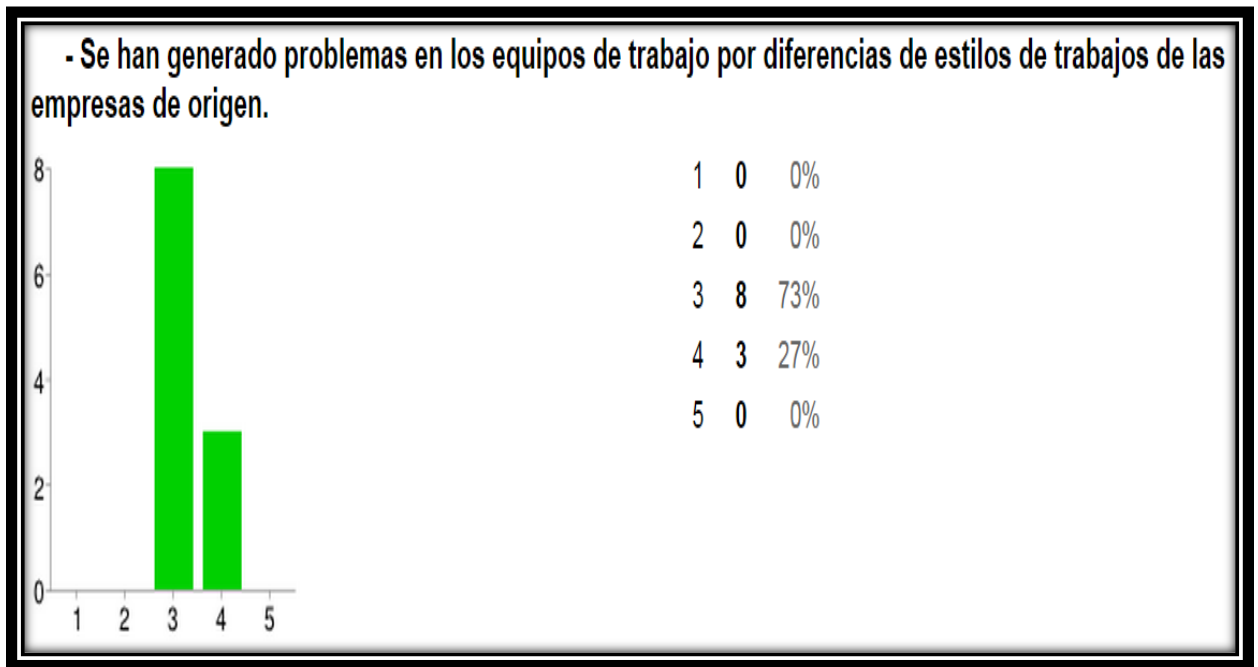 - Se han generado problemas en los equipos de trabajo por diferencias de estilos de trabajos de las
empresas de origen.
8
6
4
2
0
1 2 3 4 5
1 0 0%
2 0 0%
3 8 73%
4 3 27%
5 0 0%